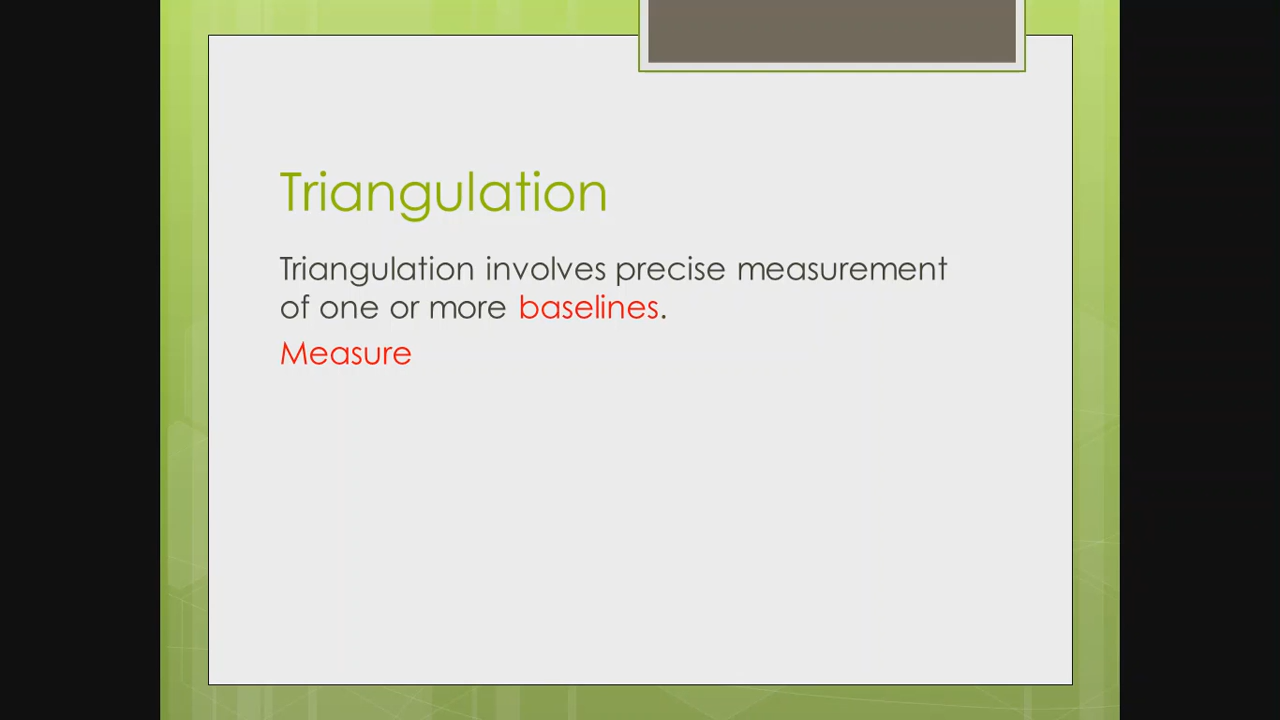 Triangulation
Triangulation involves precise measurement
of one or more baselines.
Measure